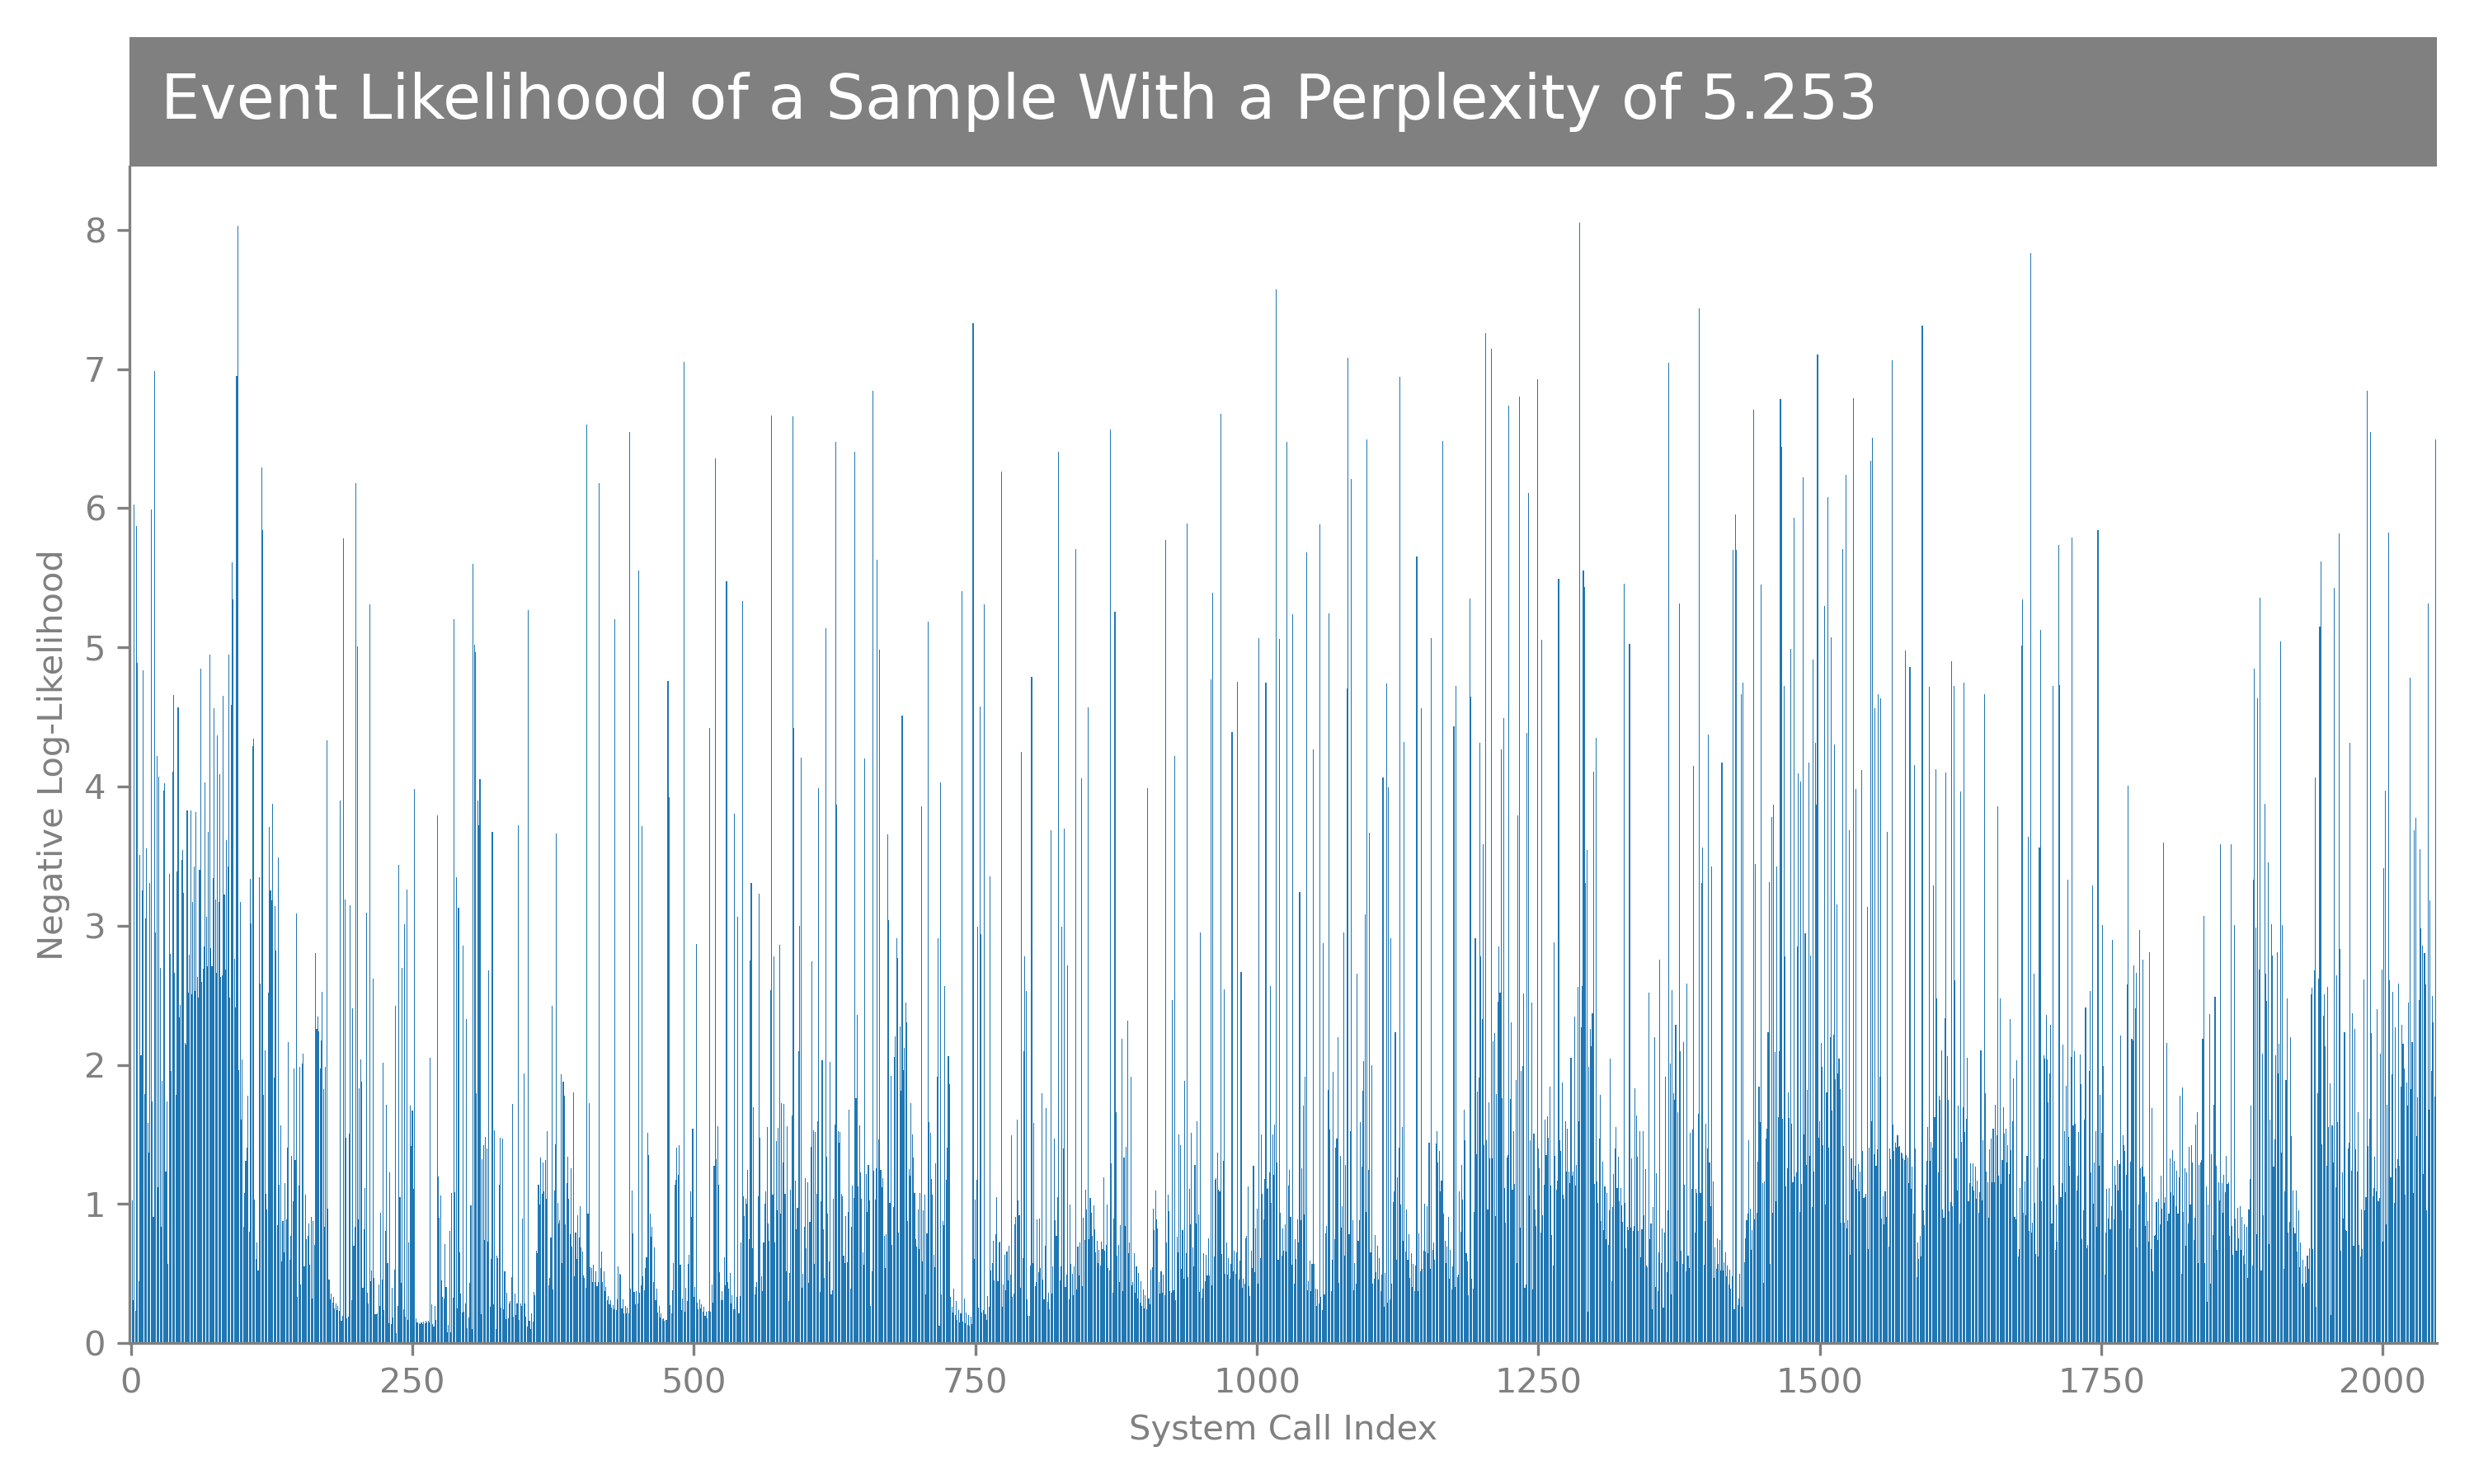 Event Likelihood of a Sample With a Perplexity of 5.253
8
7
6
5
4
3
2
1
0
Negative Log-Likelihood
0 250 500 750 1000 1250 1500 1750 2000
System Call Index